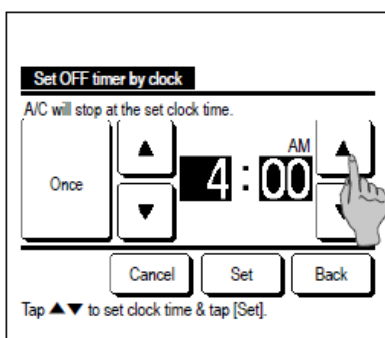 Set OFF timer by clock
A/C will stop at the set clock time.
Once
▲ ▼
AM
4 : 00
▲ ▼
Cancel Set Back
Tap ▲▼ to set clock time & tap [Set].